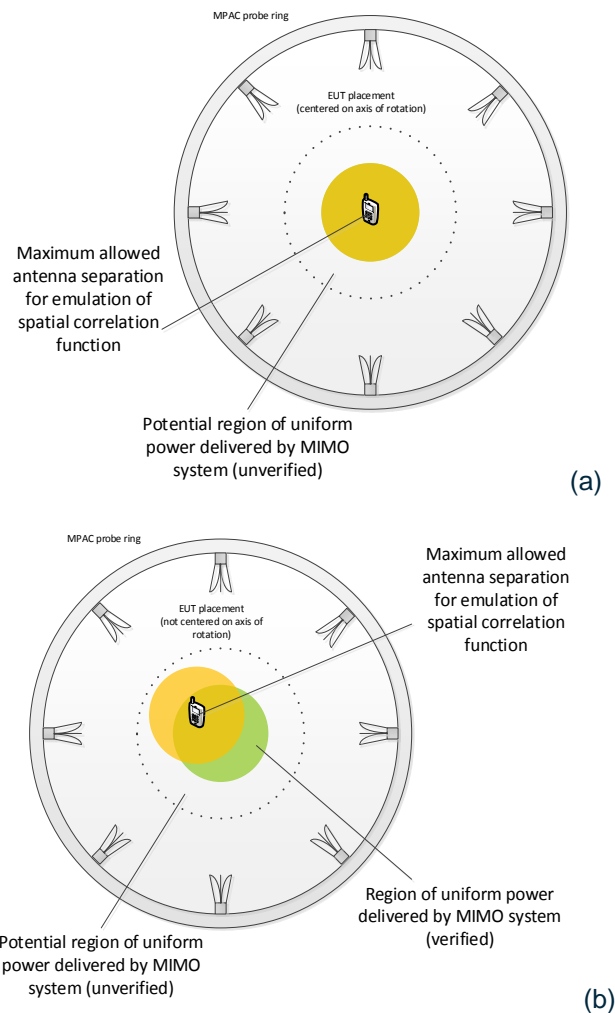 MPAC probe ring
EUT placement
(centered on axis of rotation)
Maximum allowed
antenna separation
for emulation of
spatial correlation
function
Potential region of uniform
power delivered by MIMO
system (unverified)
(a)
MPAC probe ring
Maximum allowed
antenna separation
for emulation of
spatial correlation
function
EUT placement
(not centered on axis of
rotation)
Region of uniform power
delivered by MIMO system
(verified)
Potential region of uniform
power delivered by MIMO
system (unverified)
(b)